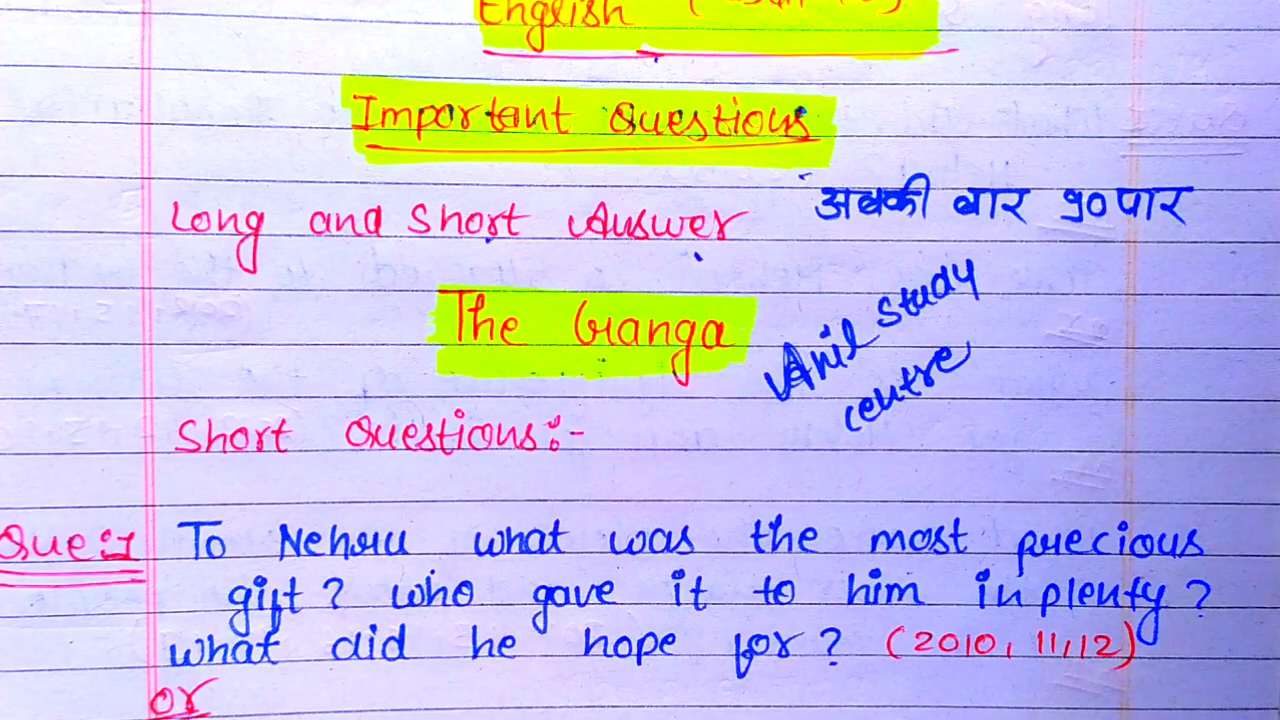 English (
Important Questions
Long and Short Answer
अबकी बार 90 पार
The Ganga
Anil study
centre
Short Questions:-
Que:1 To Nehru what was the most precious
gift? who gave it to him in plenty?
what did he hope for? (2010, 11,12)
or